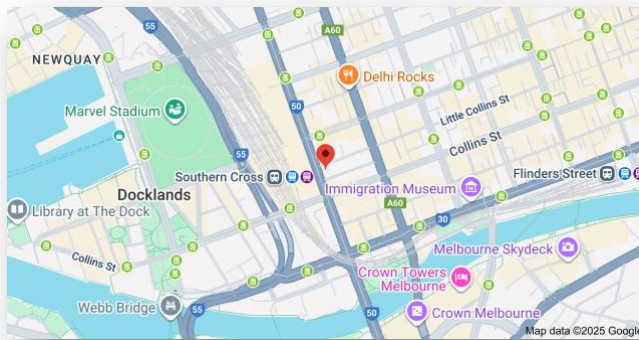 55
A60
NEWQUAY
Delhi Rocks
50
Marvel Stadium
Little Collins St
Collins St
55
Southern Cross
Flinders Street
Immigration Museum
Docklands
A60
Library at The Dock
30
Melbourne Skydeck
Collins St
Crown Towers
Melbourne
Webb Bridge
55
50
Crown Melbourne
Map data ©2025 Google